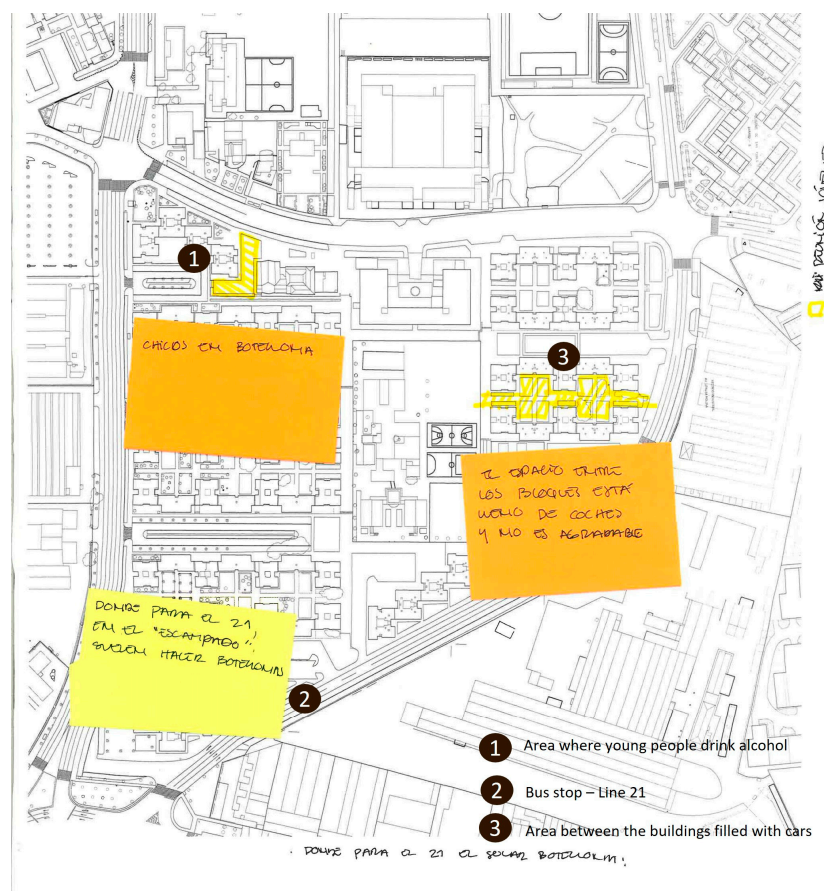 1
CHICOS EN BOTELLONA
3
EL ESPACIO ENTRE
LOS BLOQUES ESTÁ
LLENO DE COCHES
Y NO ES AGRADABLE
DONDE PARA EL 21,
EN EL "ESCAMPADO",
SUELEN HACER BOTELLONAS
2
1 Area where young people drink alcohol
2 Bus stop – Line 21
3 Area between the buildings filled with cars
. DONDE PARA EL 21 EL SOLAR